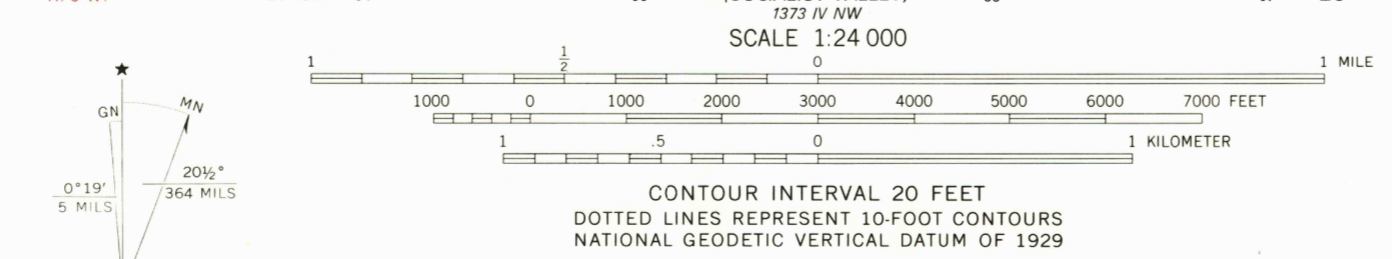 1373 IV NW
SCALE 1:24 000
1 1/2 0 1 MILE
1000 0 1000 2000 3000 4000 5000 6000 7000 FEET
1 .5 0 1 KILOMETER
★
GN MN
0°19′ 20½°
5 MILS 364 MILS
CONTOUR INTERVAL 20 FEET
DOTTED LINES REPRESENT 10-FOOT CONTOURS
NATIONAL GEODETIC VERTICAL DATUM OF 1929